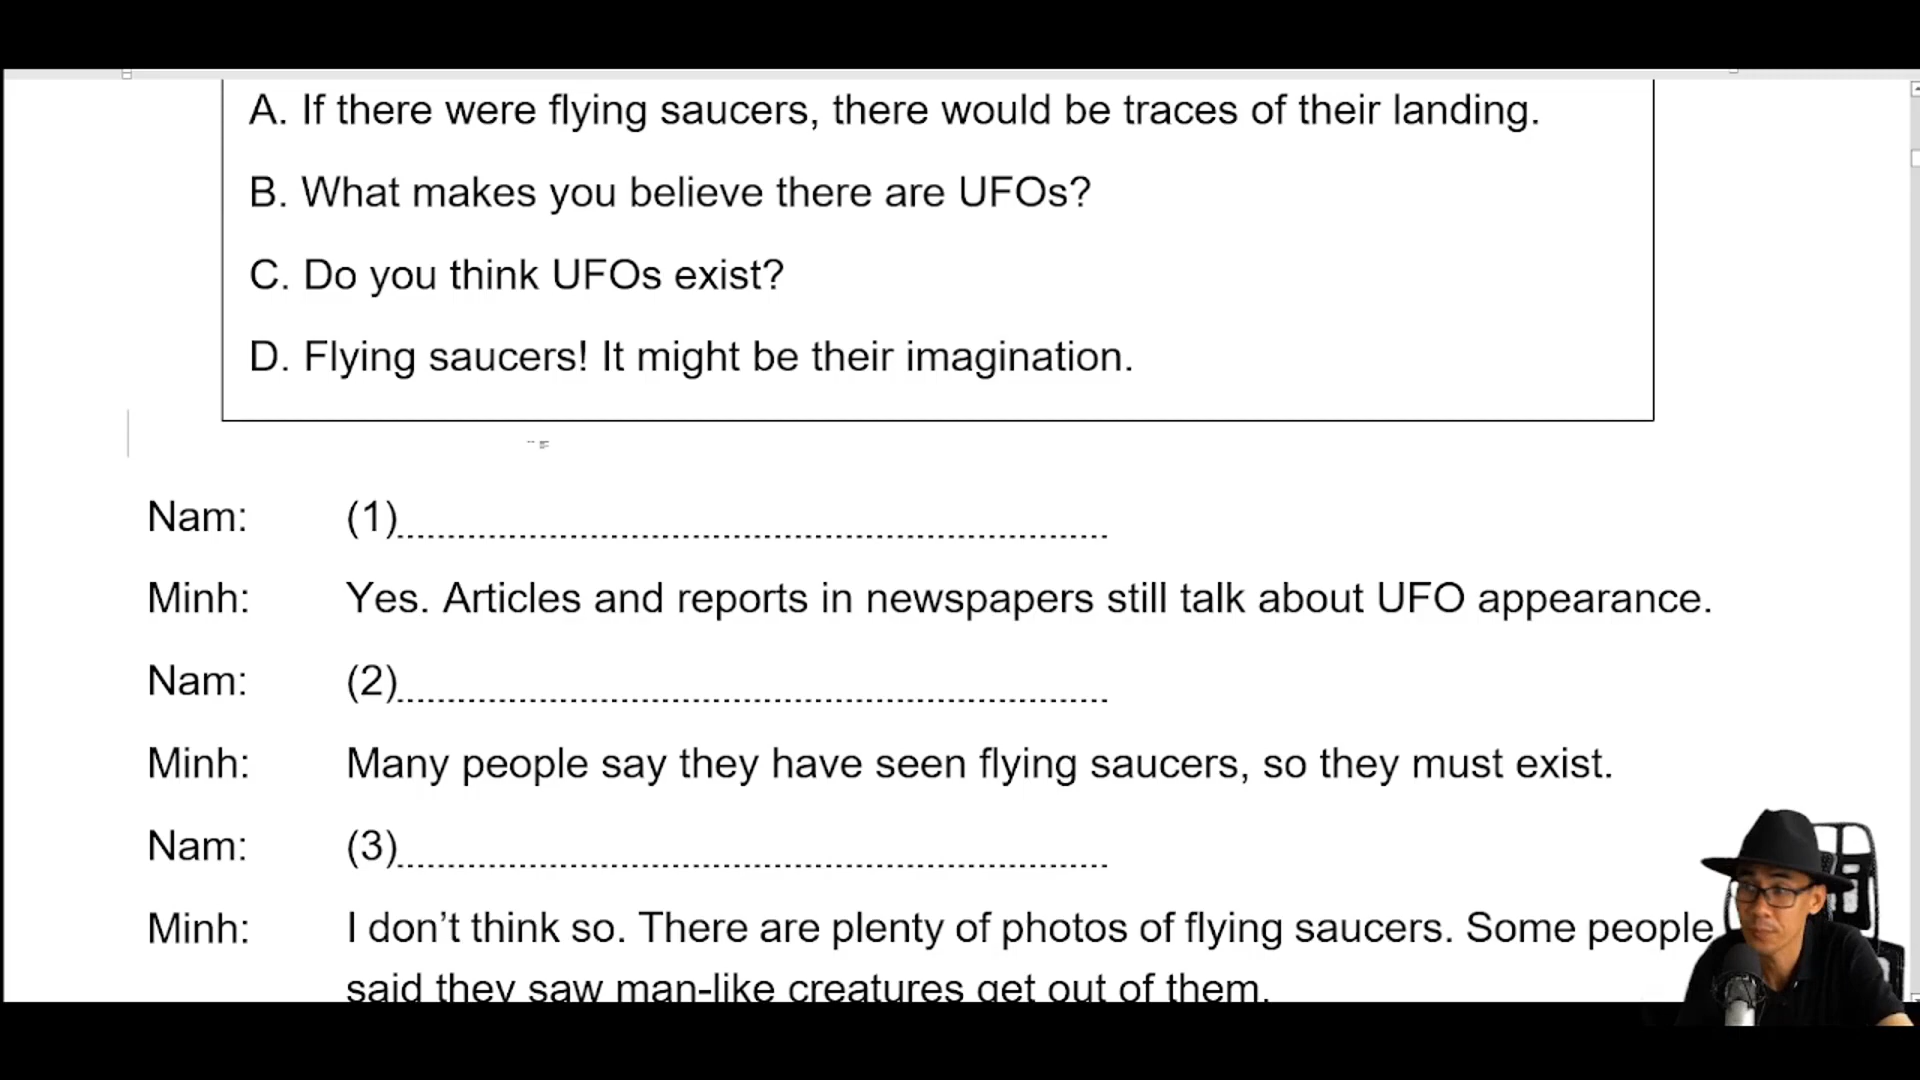 A. If there were flying saucers, there would be traces of their landing.
B. What makes you believe there are UFOs?
C. Do you think UFOs exist?
D. Flying saucers! It might be their imagination.
Nam: (1)
Minh: Yes. Articles and reports in newspapers still talk about UFO appearance.
Nam: (2)
Minh: Many people say they have seen flying saucers, so they must exist.
Nam: (3)
Minh: I don’t think so. There are plenty of photos of flying saucers. Some people
said they saw man-like creatures get out of them.